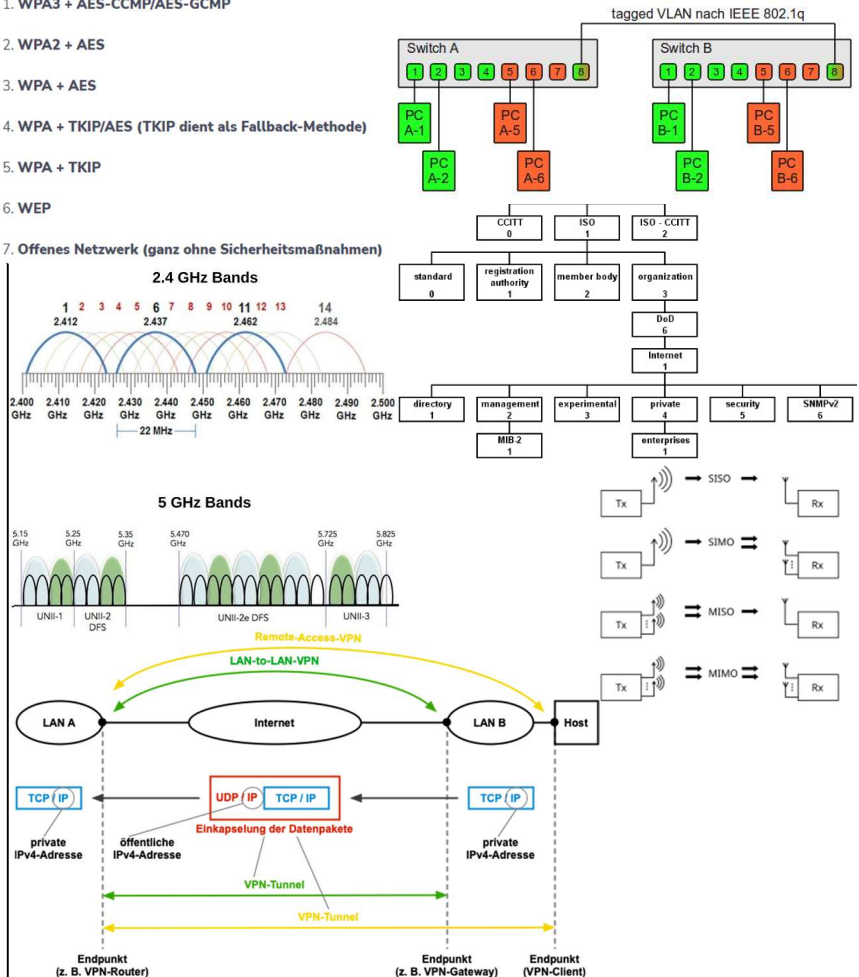 1. WPA3 + AES-CCMP/AES-GCMP
2. WPA2 + AES
3. WPA + AES
4. WPA + TKIP/AES (TKIP dient als Fallback-Methode)
5. WPA + TKIP
6. WEP
7. Offenes Netzwerk (ganz ohne Sicherheitsmaßnahmen)
tagged VLAN nach IEEE 802.1q
Switch A
1 2 3 4 5 6 7 8
PC A-1
PC A-2
PC A-5
PC A-6
Switch B
1 2 3 4 5 6 7 8
PC B-1
PC B-2
PC B-5
PC B-6
CCITT 0
ISO 1
ISO - CCITT 2
standard 0
registration authority 1
member body 2
organization 3
DoD 6
Internet 1
directory 1
management 2
experimental 3
private 4
security 5
SNMPv2 6
MIB-2 1
enterprises 1
2.4 GHz Bands
1 2 3 4 5 6 7 8 9 10 11 12 13 14
2.412 2.437 2.462 2.484
2.400 GHz 2.410 GHz 2.420 GHz 2.430 GHz 2.440 GHz 2.450 GHz 2.460 GHz 2.470 GHz 2.480 GHz 2.490 GHz 2.500 GHz
22 MHz
5 GHz Bands
5.15 GHz 5.25 GHz 5.35 GHz 5.470 GHz 5.725 GHz 5.825 GHz
UNII-1
UNII-2 DFS
UNII-2e DFS
UNII-3
Tx SISO Rx
Tx SIMO Rx
Tx MISO Rx
Tx MIMO Rx
Remote-Access-VPN
LAN-to-LAN-VPN
LAN A Internet LAN B Host
TCP / IP
UDP / IP TCP / IP
TCP / IP
Einkapselung der Datenpakete
private IPv4-Adresse
öffentliche IPv4-Adresse
private IPv4-Adresse
VPN-Tunnel
VPN-Tunnel
Endpunkt (z. B. VPN-Router)
Endpunkt (z. B. VPN-Gateway)
Endpunkt (VPN-Client)